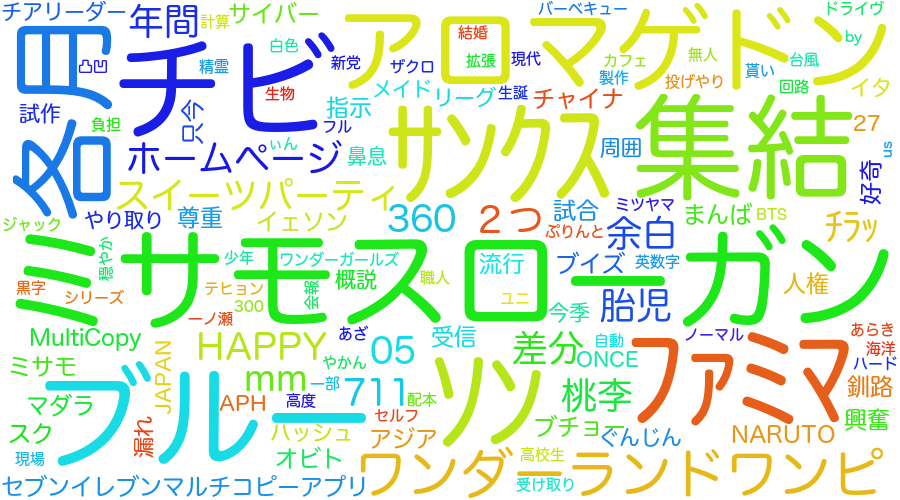 チアリーダー
年間
計算
サイバー
バーベキュー
ドライヴ
各月
凸凹
チビ
白色
新党
ザクロ
結婚
拡張
現代
アロマゲドン
カフェ
無人
by
台風
精霊
生物
メイド
リーグ
生誕
製作
投げやり
貰い
回路
イタ
試作
負担
只今
指示
フル
チャイナ
27
us
ホームページ
ぃん
鼻息
サンクス
周囲
集結
好奇
スイーツパーティ
ミツヤマ
ジャック
やり取り
尊重
イェソン
360
2つ
試合
ぷりんと
余白
まんば
BTS
チラッ
ミサモスローガン
穏やか
少年
ワンダーガールズ
流行
ブイズ
英数字
人権
黒字
シリーズ
テヒョン
300
会報
概説
職人
ユニ
今季
胎児
一ノ瀬
MultiCopy
あざ
受信
自動
ノーマル
あらき
海洋
ミサモ
HAPPY
やかん
05
差分
ONCE
ファミマ
ハード
JAPAN
mm
一部
711
ソン
桃李
釧路
マダラ
ブルー
APH
高度
配本
セルフ
興奮
スク
漏れ
ハッシュ
アジア
ブチョー
ぐんじん
NARUTO
現場
オビト
高校生
セブンイレブンマルチコピーアプリ
ワンダーランドワンピ
受け取り